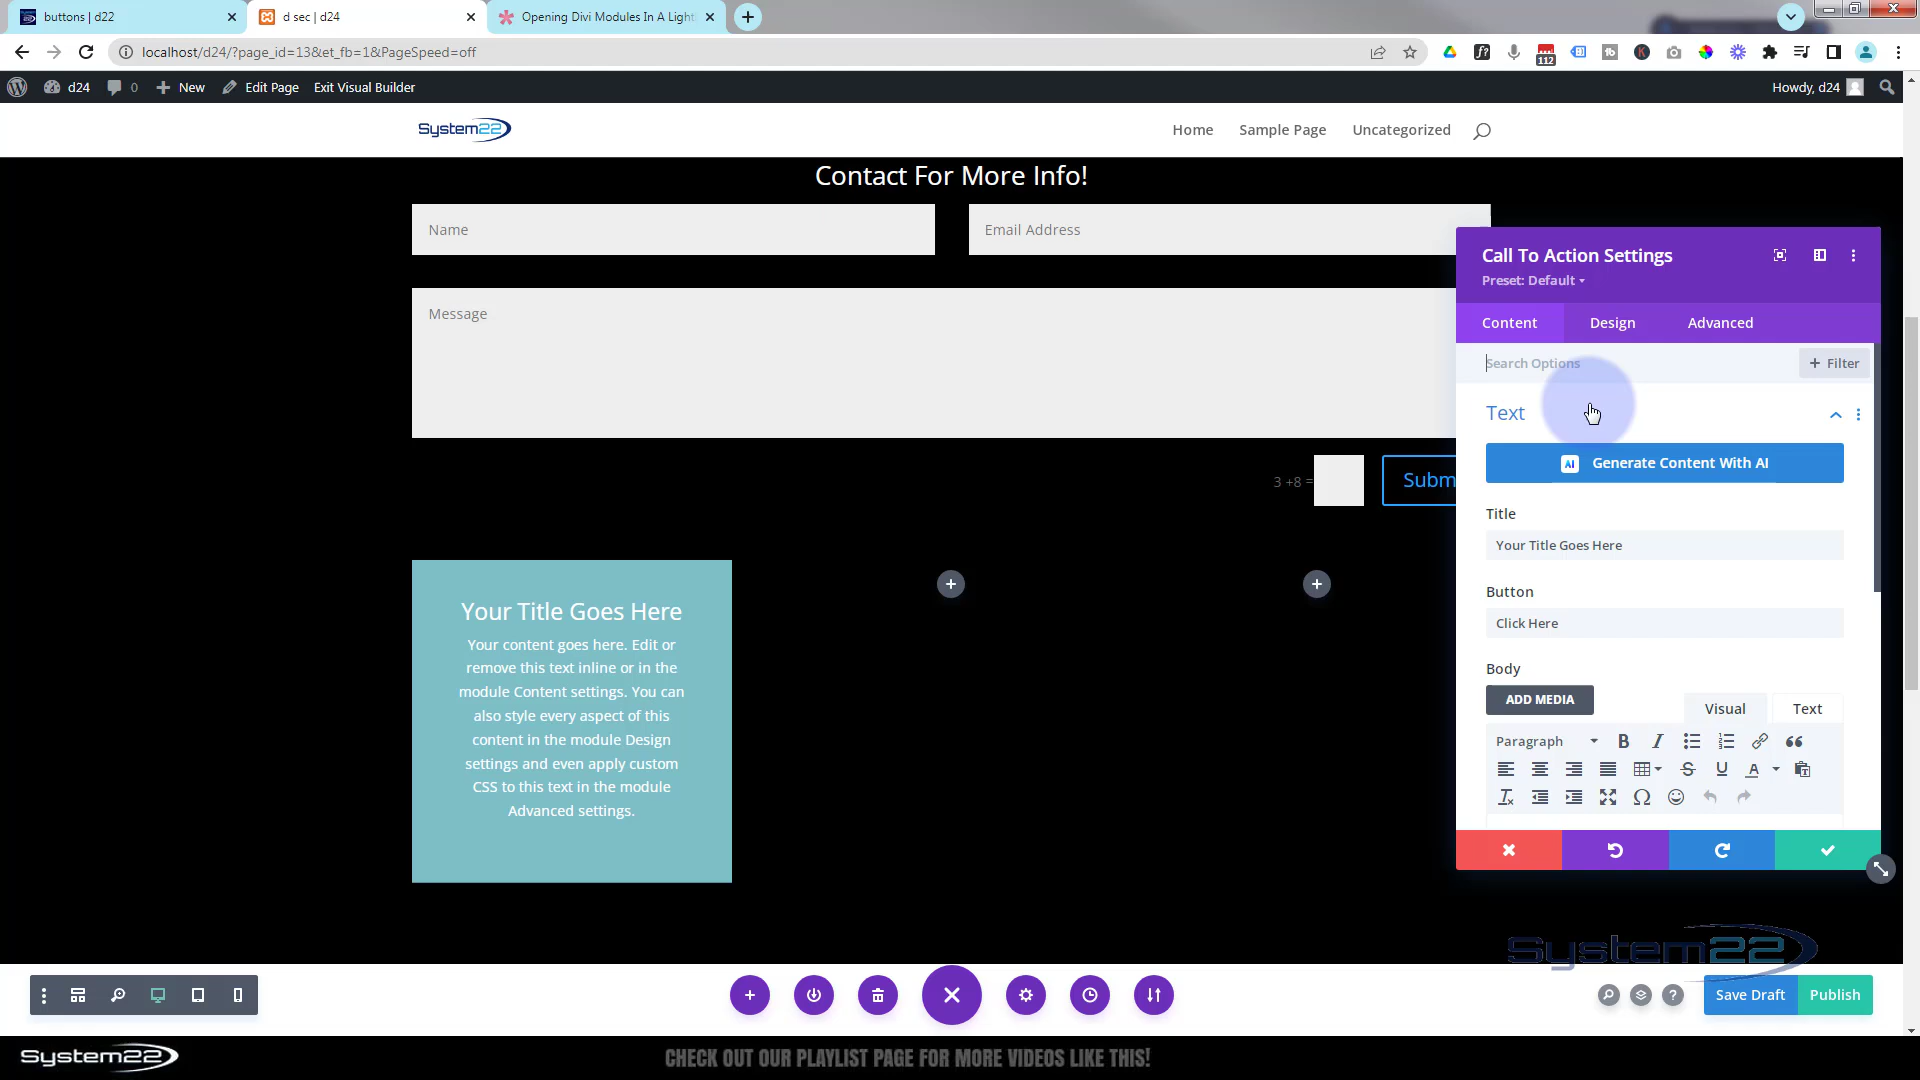 buttons | d22
d sec | d24
Opening Divi Modules In A Light
localhost/d24/?page_id=13&et_fb=1&PageSpeed=off
112
d24
0
New
Edit Page
Exit Visual Builder
Howdy, d24
System22
Home
Sample Page
Uncategorized
Contact For More Info!
Name
Email Address
Message
3 +8 =
Subm
Call To Action Settings
Preset: Default
Content
Design
Advanced
Search Options
+ Filter
Text
AI Generate Content With AI
Title
Your Title Goes Here
Button
Click Here
Body
ADD MEDIA
Visual
Text
Paragraph
Your Title Goes Here
Your content goes here. Edit or
remove this text inline or in the
module Content settings. You can
also style every aspect of this
content in the module Design
settings and even apply custom
CSS to this text in the module
Advanced settings.
System22
Save Draft
Publish
System22
CHECK OUT OUR PLAYLIST PAGE FOR MORE VIDEOS LIKE THIS!